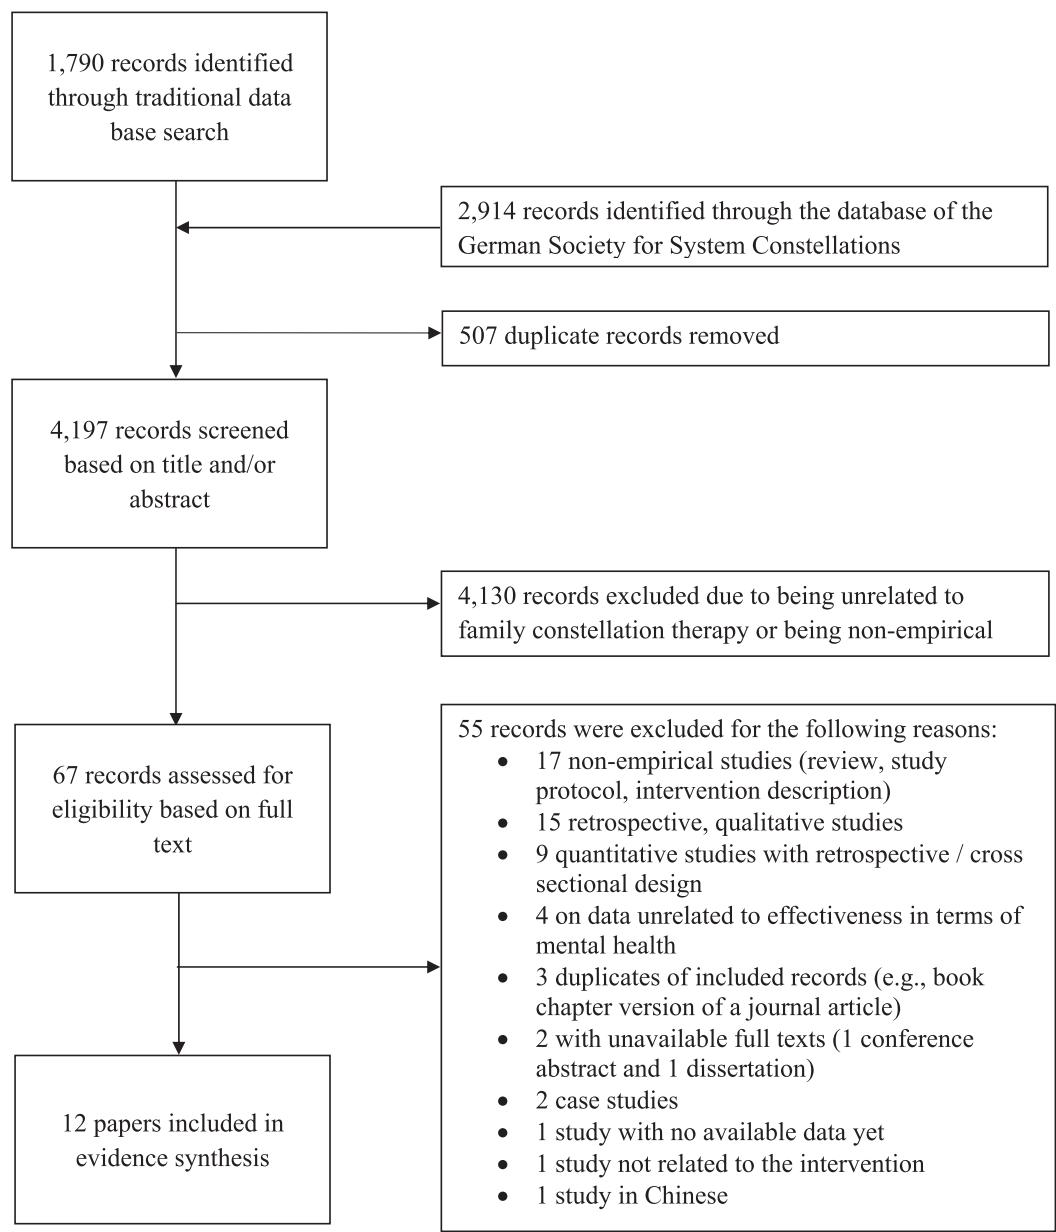 1,790 records identified
through traditional data
base search
2,914 records identified through the database of the
German Society for System Constellations
507 duplicate records removed
4,197 records screened
based on title and/or
abstract
4,130 records excluded due to being unrelated to
family constellation therapy or being non-empirical
67 records assessed for
eligibility based on full
text
55 records were excluded for the following reasons:
• 17 non-empirical studies (review, study
protocol, intervention description)
• 15 retrospective, qualitative studies
• 9 quantitative studies with retrospective / cross
sectional design
• 4 on data unrelated to effectiveness in terms of
mental health
• 3 duplicates of included records (e.g., book
chapter version of a journal article)
• 2 with unavailable full texts (1 conference
abstract and 1 dissertation)
• 2 case studies
• 1 study with no available data yet
• 1 study not related to the intervention
• 1 study in Chinese
12 papers included in
evidence synthesis